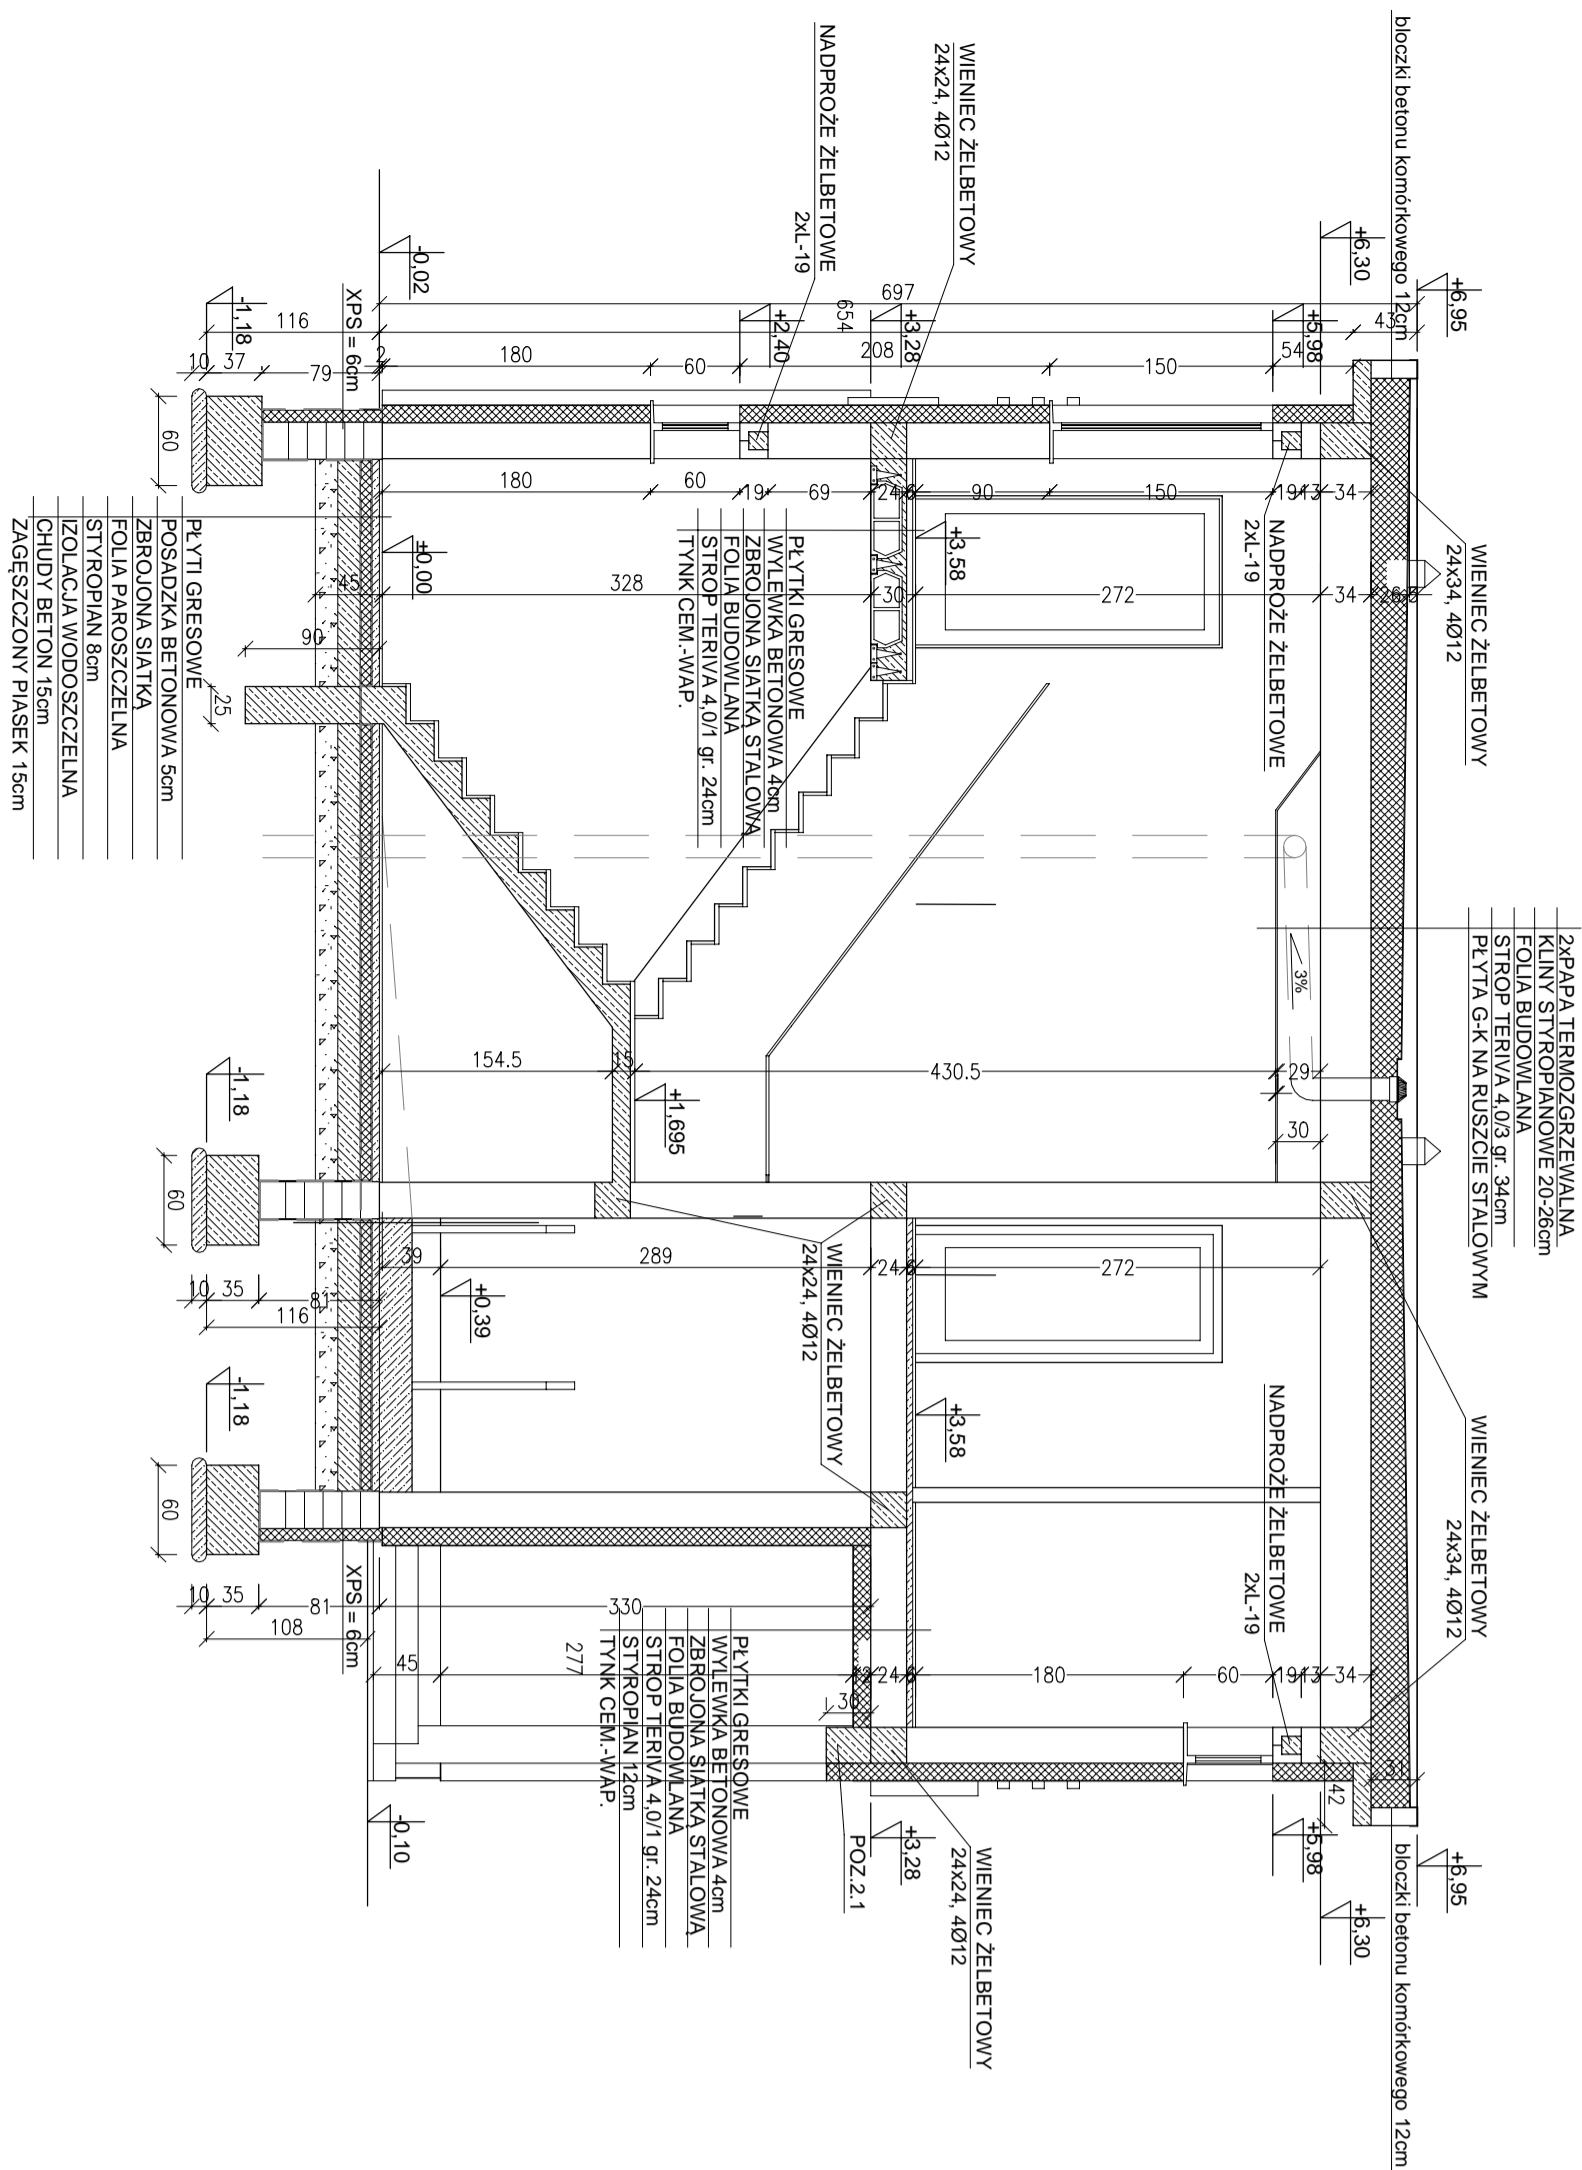 bloczki betonu komórkowego 12cm
+6,95
+6,30
WIENIEC ŻELBETOWY
24x24, 4Ø12
NADPROŻE ŻELBETOWE
2xL-19
-0,02
-1,18
XPS = 6cm
+2,40
+3,28
+5,98
697
654
43
116
208
54
10
37
79
2
180
60
150
60
180
60
19
69
24
6
90
150
19
13
34
WIENIEC ŻELBETOWY
24x34, 4Ø12
NADPROŻE ŻELBETOWE
2xL-19
+3,58
±0,00
45
328
30
272
34
90
25
PŁYTKI GRESOWE
WYLEWKA BETONOWA 4cm
ZBROJONA SIATKĄ STALOWĄ
FOLIA BUDOWLANA
STROP TERIVA 4,0/1 gr. 24cm
TYNK CEM.-WAP.
PŁYTI GRESOWE
POSADZKA BETONOWA 5cm
ZBROJONA SIATKĄ
FOLIA PAROSZCZELNA
STYROPIAN 8cm
IZOLACJA WODOSZCZELNA
CHUDY BETON 15cm
ZAGĘSZCZONY PIASEK 15cm
2xPAPA TERMOZGRZEWALNA
KLINY STYROPIANOWE 20-26cm
FOLIA BUDOWLANA
STROP TERIVA 4,0/3 gr. 34cm
PŁYTA G-K NA RUSZCIE STALOWYM
3%
154.5
15
430.5
29
30
+1,695
-1,18
60
39
289
24
6
272
10
35
81
116
+0,39
WIENIEC ŻELBETOWY
24x24, 4Ø12
-1,18
+3,58
60
WIENIEC ŻELBETOWY
24x34, 4Ø12
NADPROŻE ŻELBETOWE
2xL-19
XPS = 6cm
10
35
81
330
108
45
277
12
24
6
180
60
19
13
34
30
42
PŁYTKI GRESOWE
WYLEWKA BETONOWA 4cm
ZBROJONA SIATKĄ STALOWĄ
FOLIA BUDOWLANA
STROP TERIVA 4,0/1 gr. 24cm
STYROPIAN 12cm
TYNK CEM.-WAP.
-0,10
POZ.2.1
+3,28
WIENIEC ŻELBETOWY
24x24, 4Ø12
+5,98
+6,30
+6,95
bloczki betonu komórkowego 12cm